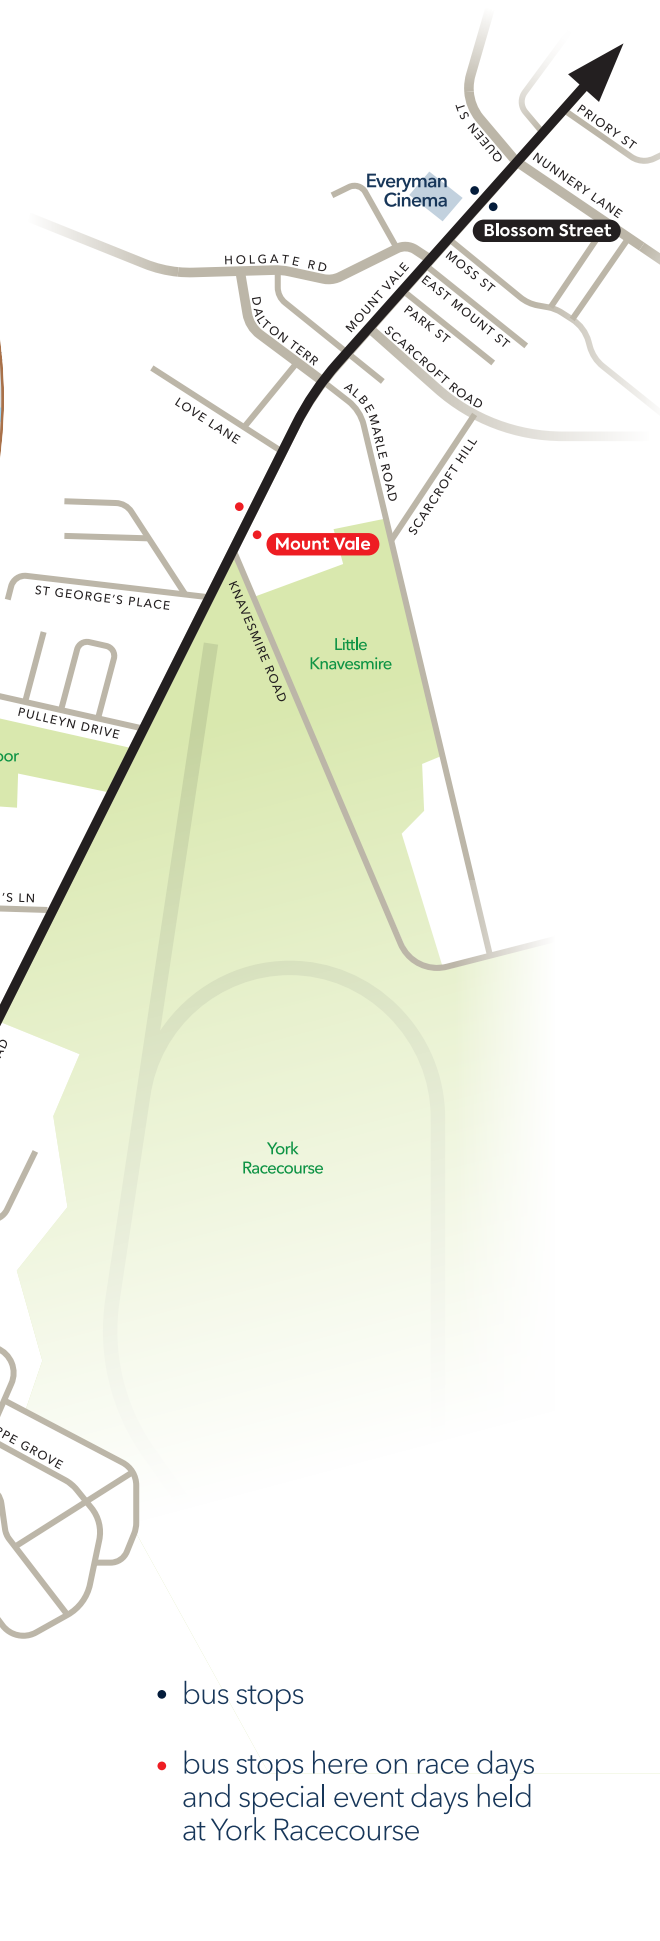 PRIORY ST
QUEEN ST
NUNNERY LANE
Everyman
Cinema
Blossom Street
HOLGATE RD
MOSS ST
MOUNT VALE
EAST MOUNT ST
DALTON TERR
PARK ST
SCARCROFT ROAD
ALBEMARLE ROAD
LOVE LANE
SCARCROFT HILL
Mount Vale
ST GEORGE'S PLACE
KNAVESMIRE ROAD
Little
Knavesmire
PULLEYN DRIVE
'S LN
York
Racecourse
PPE GROVE
• bus stops
• bus stops here on race days
and special event days held
at York Racecourse